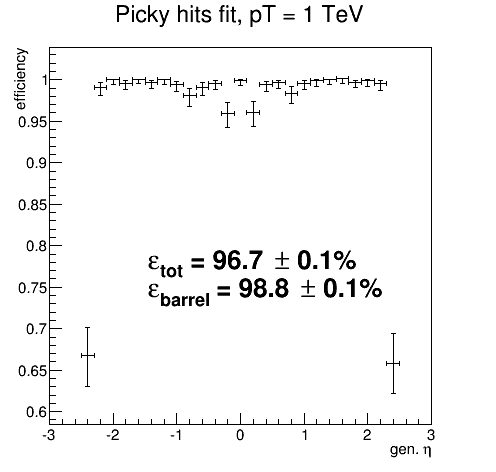 Picky hits fit, pT = 1 TeV
efficiency
1
0.95
0.9
0.85
0.8
0.75
0.7
0.65
0.6
ε_tot = 96.7 ± 0.1%
ε_barrel = 98.8 ± 0.1%
-3 -2 -1 0 1 2 3
gen. η